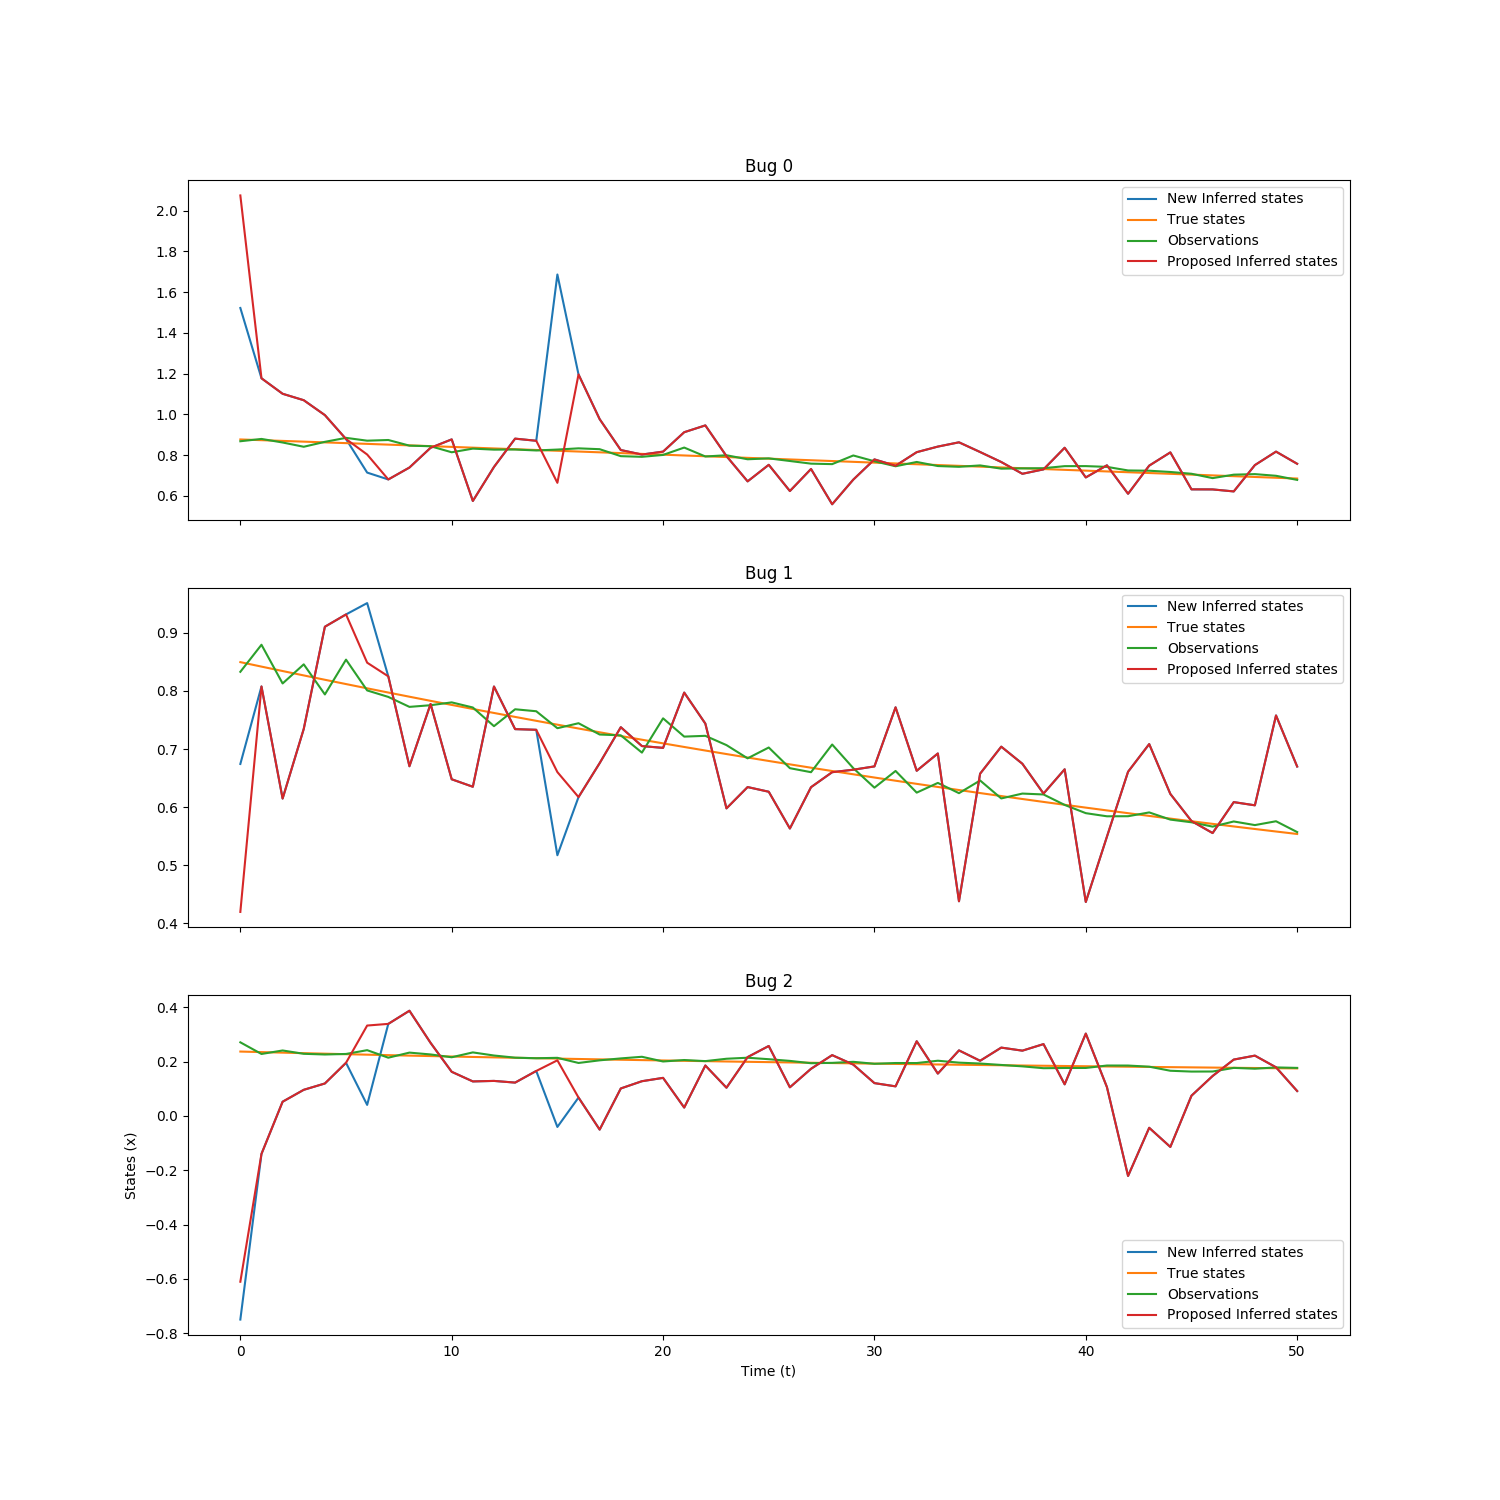 Bug 0
2.0
1.8
1.6
1.4
1.2
1.0
0.8
0.6
New Inferred states
True states
Observations
Proposed Inferred states
Bug 1
0.9
0.8
0.7
0.6
0.5
0.4
New Inferred states
True states
Observations
Proposed Inferred states
Bug 2
States (x)
0.4
0.2
0.0
−0.2
−0.4
−0.6
−0.8
New Inferred states
True states
Observations
Proposed Inferred states
0 10 20 30 40 50
Time (t)